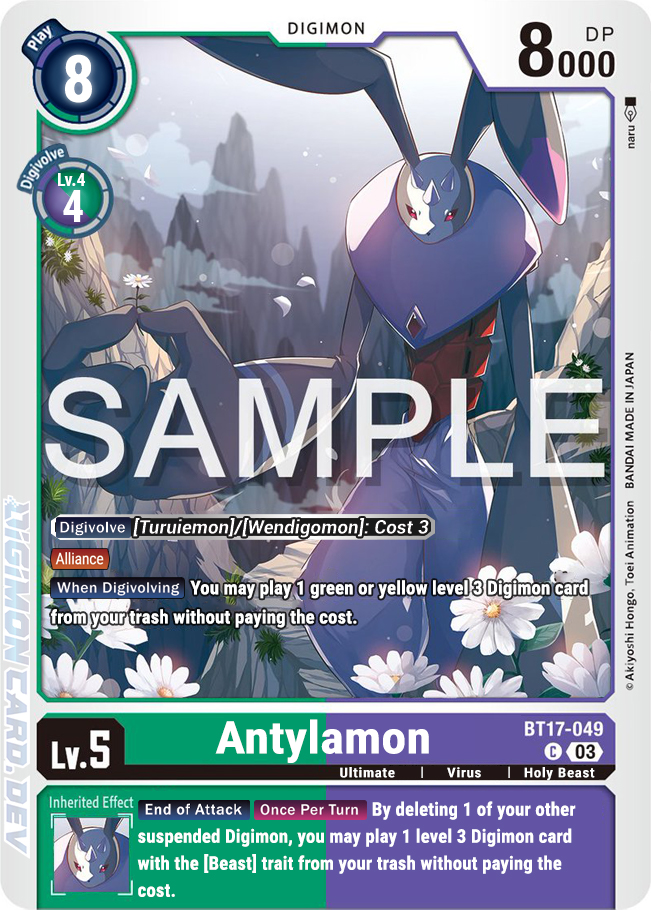 DIGIMON
Play
8
DP
8000
naru
Digivolve
Lv.4
4
SAMPLE
Digivolve [Turuiemon]/[Wendigomon]: Cost 3
Alliance
When Digivolving You may play 1 green or yellow level 3 Digimon card
from your trash without paying the cost.
© Akiyoshi Hongo, Toei Animation BANDAI MADE IN JAPAN
DIGIMONCARD.DEV
Lv.5
Antylamon
BT17-049
C 03
Ultimate | Virus | Holy Beast
Inherited Effect
End of Attack Once Per Turn By deleting 1 of your other
suspended Digimon, you may play 1 level 3 Digimon card
with the [Beast] trait from your trash without paying the
cost.